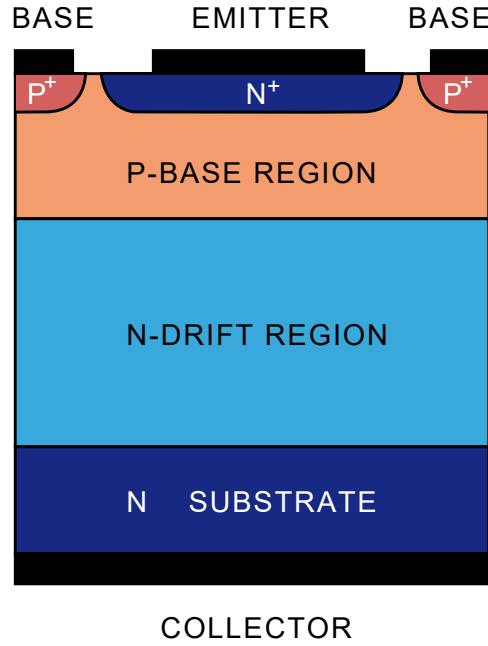 BASE EMITTER BASE
P+ N+ P+
P-BASE REGION
N-DRIFT REGION
N SUBSTRATE
COLLECTOR